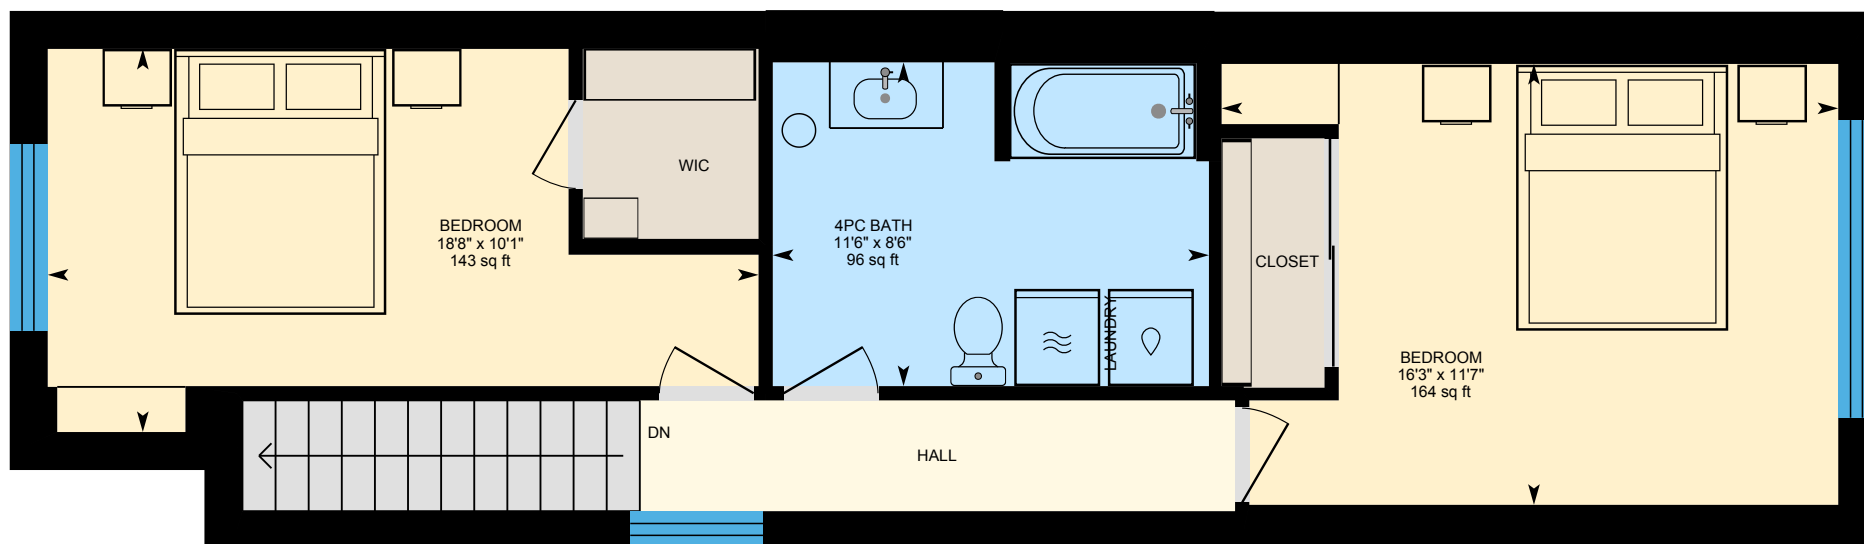 WIC
BEDROOM
18'8" x 10'1"
143 sq ft
4PC BATH
11'6" x 8'6"
96 sq ft
CLOSET
LAUNDRY
BEDROOM
16'3" x 11'7"
164 sq ft
DN
HALL